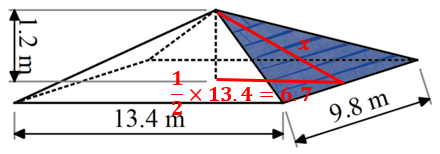 1.2 m
x
1/2 × 13.4 = 6.7
13.4 m
9.8 m